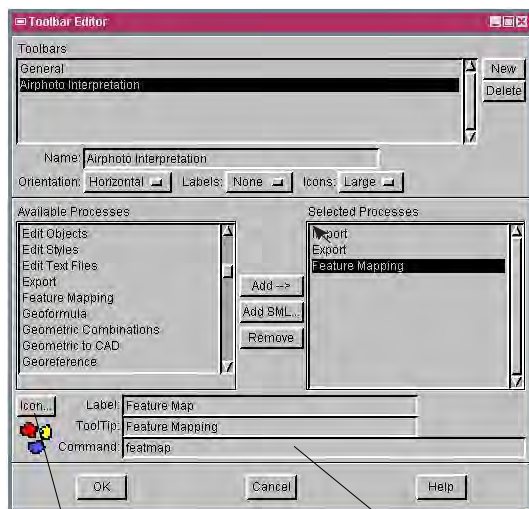 Toolbar Editor
Toolbars
General
Airphoto Interpretation
New
Delete
Name: Airphoto Interpretation
Orientation: Horizontal Labels: None Icons: Large
Available Processes
Edit Objects
Edit Styles
Edit Text Files
Export
Feature Mapping
Geoformula
Geometric Combinations
Geometric to CAD
Georeference
Add -->
Add SML...
Remove
Selected Processes
Export
Feature Mapping
Icon...
Label: Feature Map
ToolTip: Feature Mapping
Command: featmap
OK Cancel Help